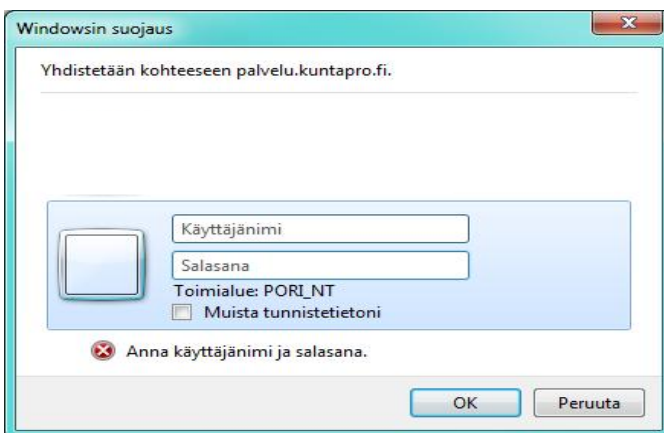 Windowsin suojaus
Yhdistetään kohteeseen palvelu.kuntapro.fi.
Käyttäjänimi
Salasana
Toimialue: PORI_NT
Muista tunnistetietoni
Anna käyttäjänimi ja salasana.
OK Peruuta